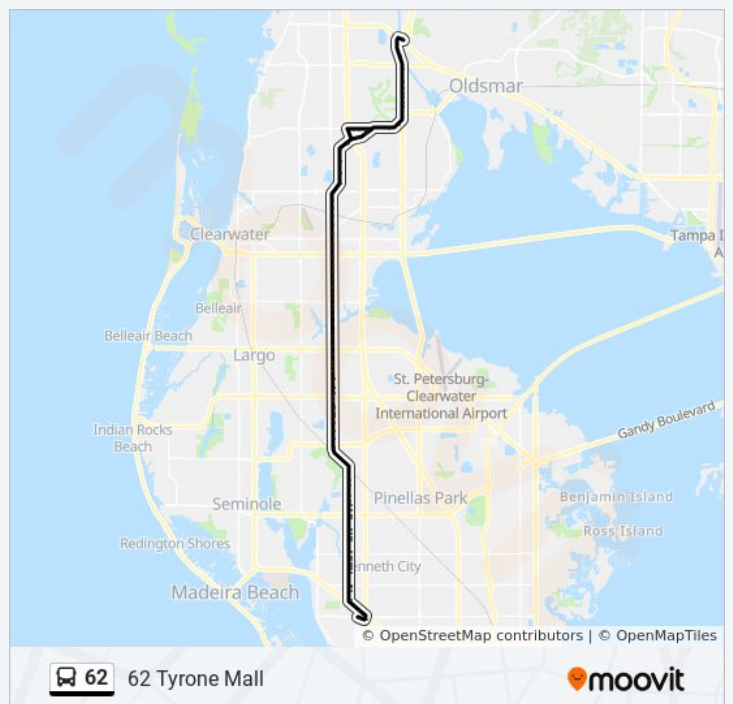 Oldsmar
Clearwater
Tampa I
A
Belleair
Belleair Beach
Largo
St. Petersburg-
Clearwater
International Airport
Gandy Boulevard
Indian Rocks
Beach
Seminole
Pinellas Park
Benjamin Island
Ross Island
Redington Shores
enneth City
Madeira Beach
© OpenStreetMap contributors | © OpenMapTiles
62 62 Tyrone Mall
moovit